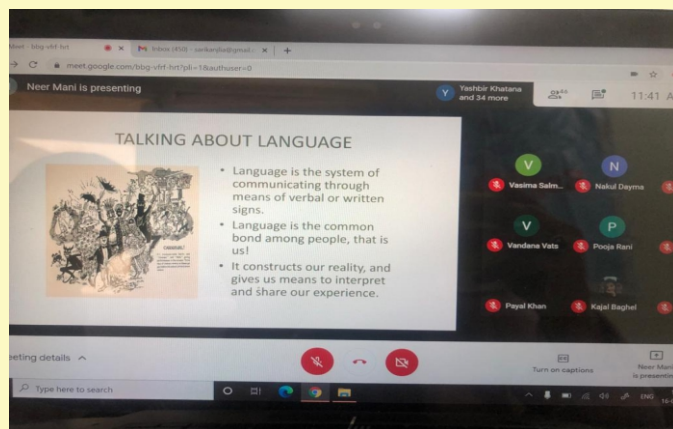 Meet - bbg-vfrf-hrt
meet.google.com/bbg-vfrf-hrt?pli=1&authuser=0
Neer Mani is presenting
Y
Yashbir Khatana
and 34 more
11:41 A
TALKING ABOUT LANGUAGE
• Language is the system of
communicating through
means of verbal or written
signs.
• Language is the common
bond among people, that is
us!
• It constructs our reality, and
gives us means to interpret
and share our experience.
V
Vasima Salm...
N
Nakul Dayma
V
Vandana Vats
P
Pooja Rani
Payal Khan
Kajal Baghel
eeting details
Turn on captions
Neer Mani
is presenting
Type here to search
ENG